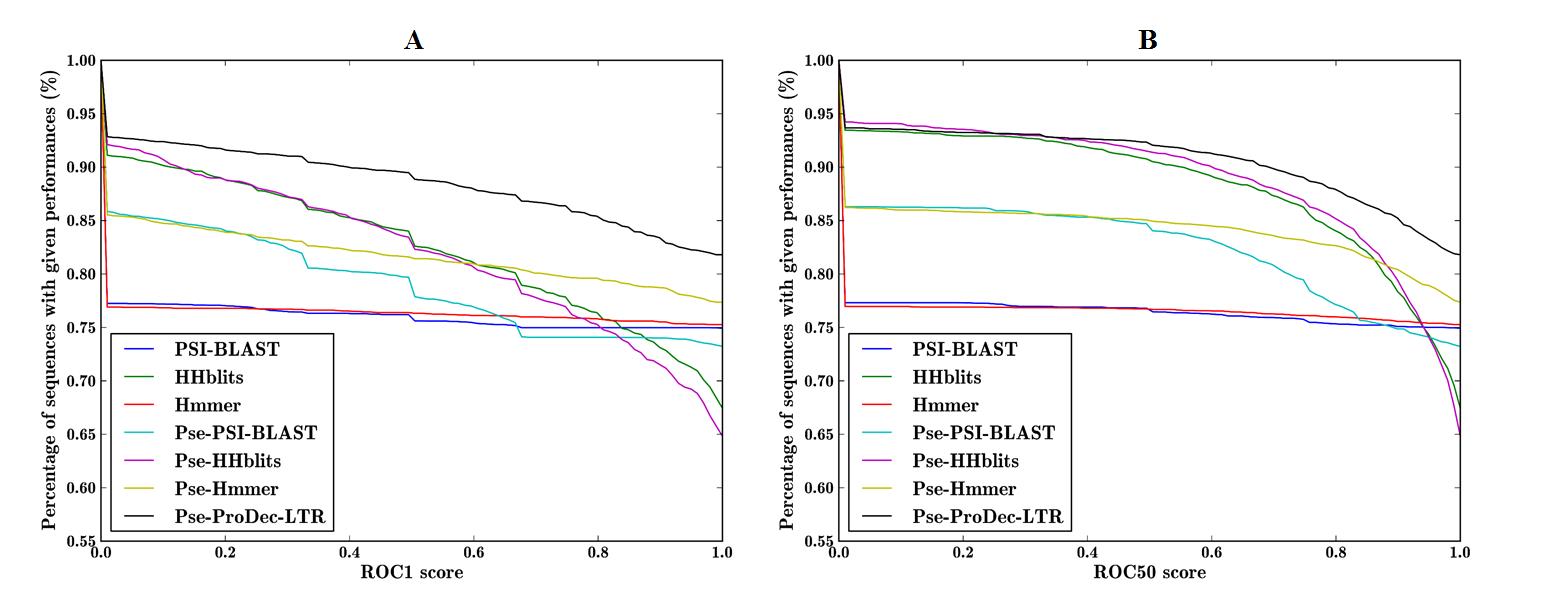 A
Percentage of sequences with given performances (%)
1.00
0.95
0.90
0.85
0.80
0.75
0.70
0.65
0.60
0.55
PSI-BLAST
HHblits
Hmmer
Pse-PSI-BLAST
Pse-HHblits
Pse-Hmmer
Pse-ProDec-LTR
0.0 0.2 0.4 0.6 0.8 1.0
ROC1 score
B
Percentage of sequences with given performances (%)
1.00
0.95
0.90
0.85
0.80
0.75
0.70
0.65
0.60
0.55
PSI-BLAST
HHblits
Hmmer
Pse-PSI-BLAST
Pse-HHblits
Pse-Hmmer
Pse-ProDec-LTR
0.0 0.2 0.4 0.6 0.8 1.0
ROC50 score